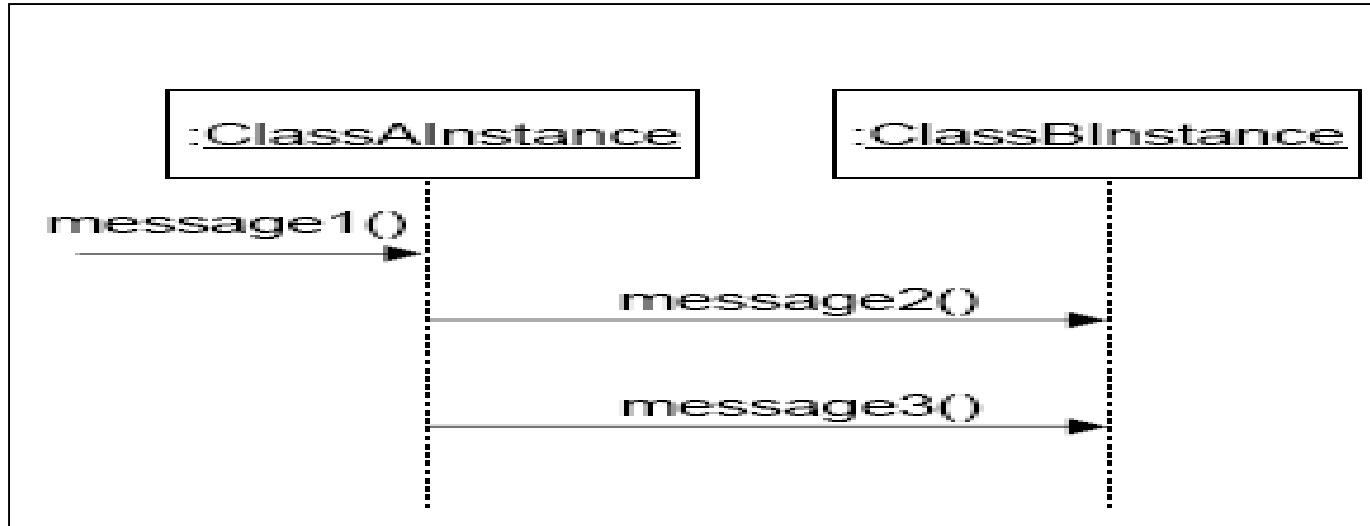 :ClassAInstance
:ClassBInstance
message1()
message2()
message3()